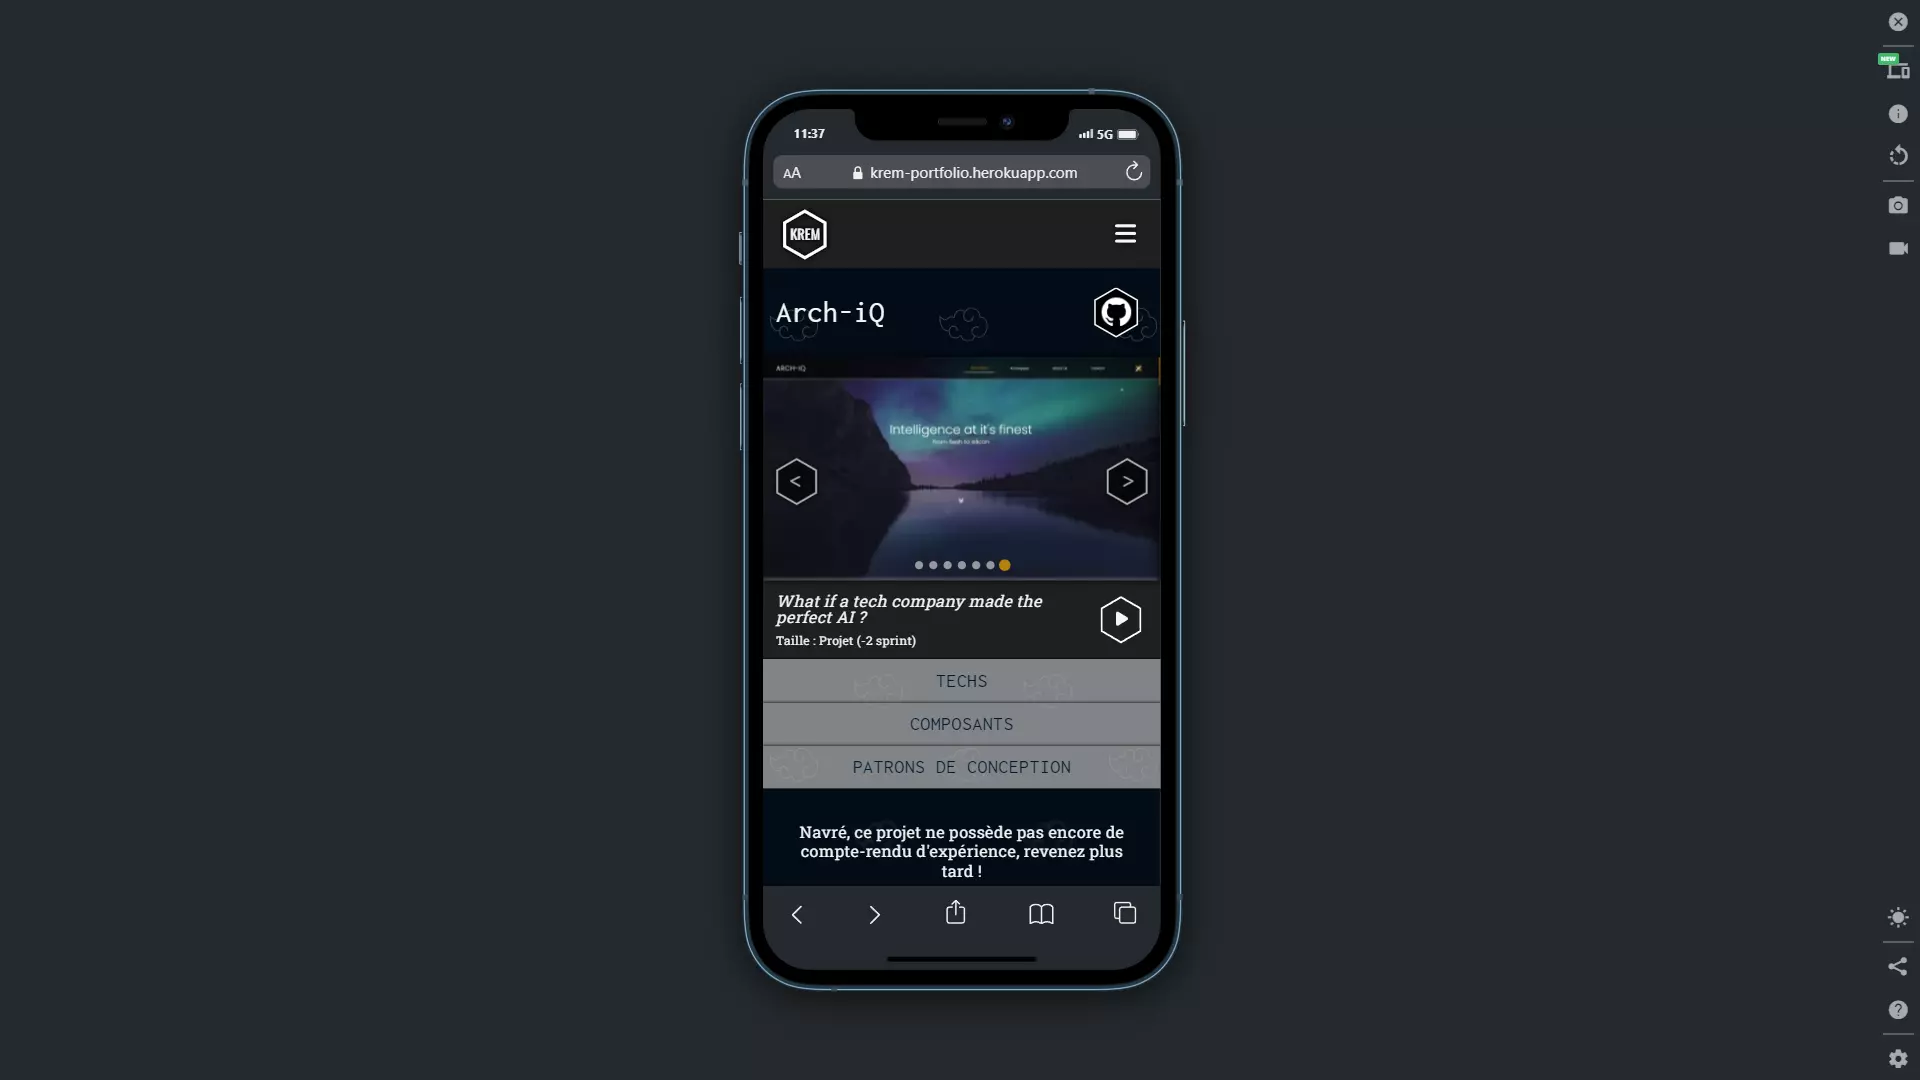 NEW
11:37
5G
AA
krem-portfolio.herokuapp.com
KREM
Arch-iQ
ARCH-IQ
Intelligence at it's finest
<
>
What if a tech company made the
perfect AI ?
Taille : Projet (-2 sprint)
TECHS
COMPOSANTS
PATRONS DE CONCEPTION
Navré, ce projet ne possède pas encore de
compte-rendu d'expérience, revenez plus
tard !